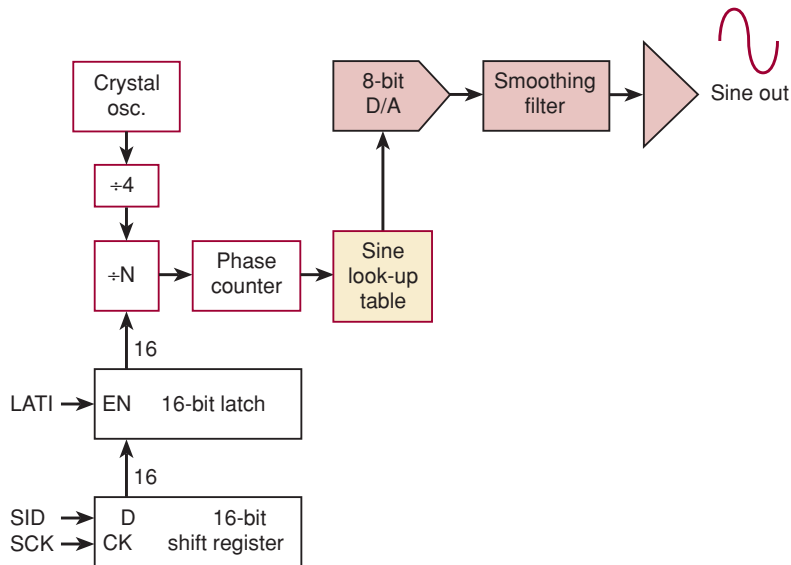 Crystal
osc.
8-bit
D/A
Smoothing
filter
Sine out
÷4
÷N
Phase
counter
Sine
look-up
table
16
LATI
EN 16-bit latch
16
SID
D 16-bit
SCK
CK shift register